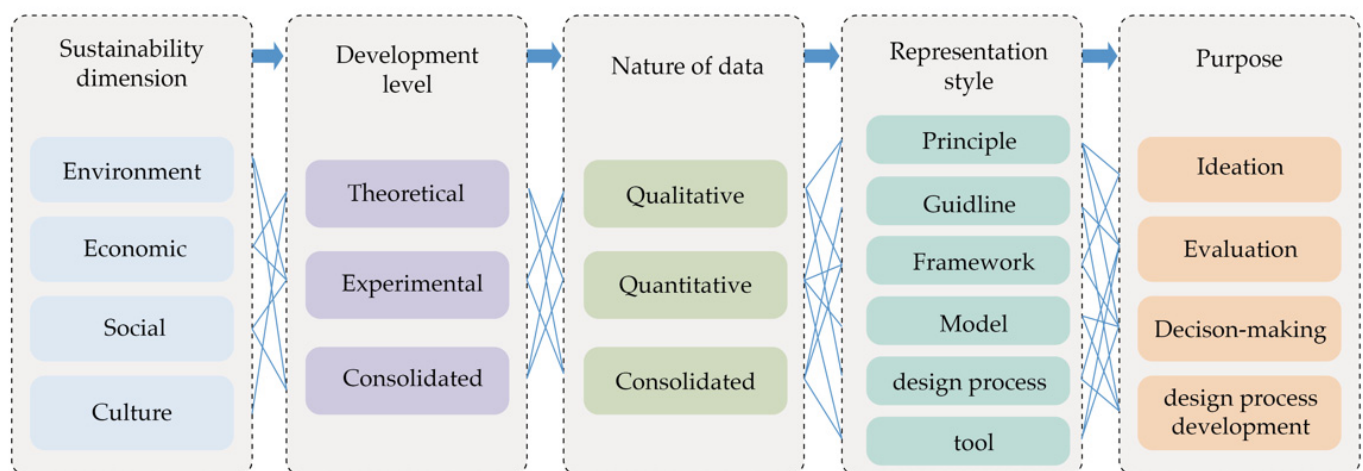 Sustainability
dimension
Environment
Economic
Social
Culture
Development
level
Theoretical
Experimental
Consolidated
Nature of data
Qualitative
Quantitative
Consolidated
Representation
style
Principle
Guidline
Framework
Model
design process
tool
Purpose
Ideation
Evaluation
Decison-making
design process
development